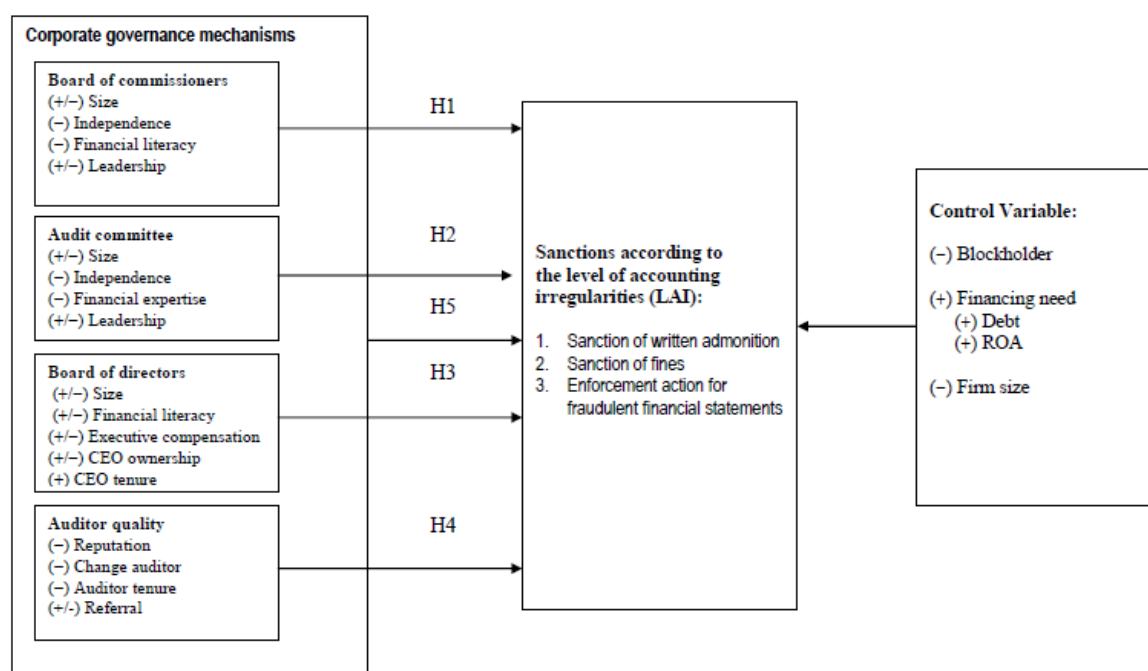 Corporate governance mechanisms
Board of commissioners
(+/−) Size
(−) Independence
(−) Financial literacy
(+/−) Leadership
H1
Audit committee
(+/−) Size
(−) Independence
(−) Financial expertise
(+/−) Leadership
H2
H5
Board of directors
(+/−) Size
(+/−) Financial literacy
(+/−) Executive compensation
(+/−) CEO ownership
(+) CEO tenure
H3
Auditor quality
(−) Reputation
(−) Change auditor
(−) Auditor tenure
(+/-) Referral
H4
Sanctions according to
the level of accounting
irregularities (LAI):
1. Sanction of written admonition
2. Sanction of fines
3. Enforcement action for
fraudulent financial statements
Control Variable:
(−) Blockholder
(+) Financing need
(+) Debt
(+) ROA
(−) Firm size